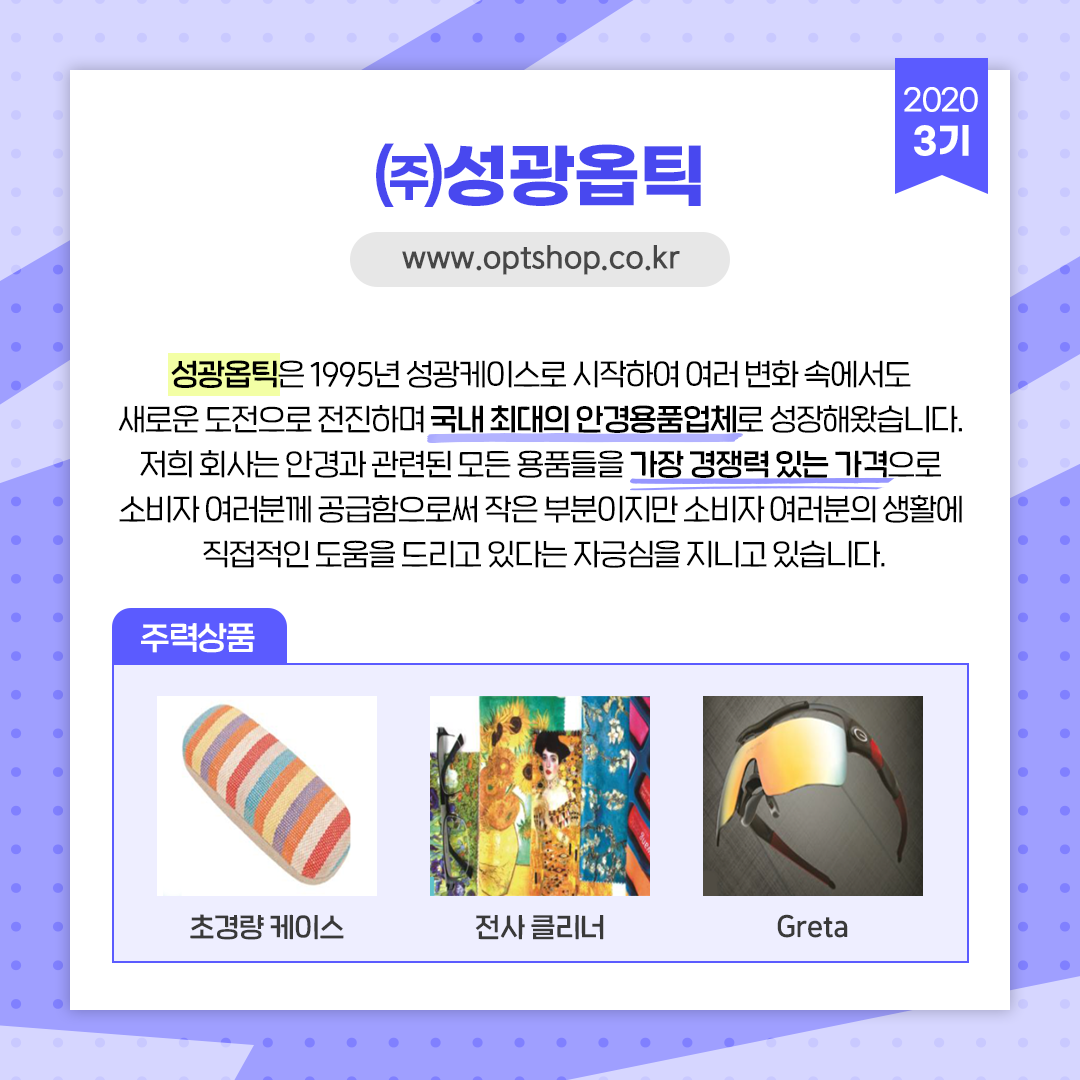 2020
3기
㈜성광옵틱
www.optshop.co.kr
성광옵틱은 1995년 성광케이스로 시작하여 여러 변화 속에서도
새로운 도전으로 전진하며 국내 최대의 안경용품업체로 성장해왔습니다.
저희 회사는 안경과 관련된 모든 용품들을 가장 경쟁력 있는 가격으로
소비자 여러분께 공급함으로써 작은 부분이지만 소비자 여러분의 생활에
직접적인 도움을 드리고 있다는 자긍심을 지니고 있습니다.
주력상품
초경량 케이스
전사 클리너
Greta